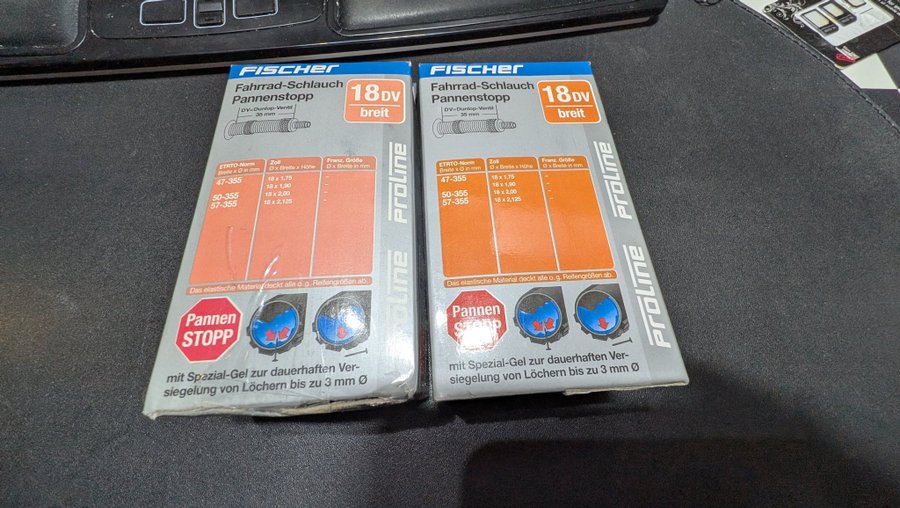 FISCHER
Fahrrad-Schlauch
Pannenstopp
18DV
breit
DV=Dunlop-Ventil
35 mm
ETRTO-Norm Zoll Franz. Größe
Breite x Ø in mm Ø x Breite x Höhe Ø x Breite in mm
47-355 18 x 1,75 -
18 x 1,90 -
50-355 18 x 2,00 -
57-355 18 x 2,125 -
Das elastische Material deckt alle o. g. Reifengrößen ab.
Pannen
STOPP
mit Spezial-Gel zur dauerhaften Ver-
siegelung von Löchern bis zu 3 mm Ø
PROLINE
PROLINE
FISCHER
Fahrrad-Schlauch
Pannenstopp
18DV
breit
DV=Dunlop-Ventil
35 mm
ETRTO-Norm Zoll Franz. Größe
Breite x Ø in mm Ø x Breite x Höhe Ø x Breite in mm
47-355 18 x 1,75 -
18 x 1,90 -
50-355 18 x 2,00 -
57-355 18 x 2,125 -
Das elastische Material deckt alle o. g. Reifengrößen ab.
Pannen
STOPP
mit Spezial-Gel zur dauerhaften Ver-
siegelung von Löchern bis zu 3 mm Ø
PROLINE
PROLINE